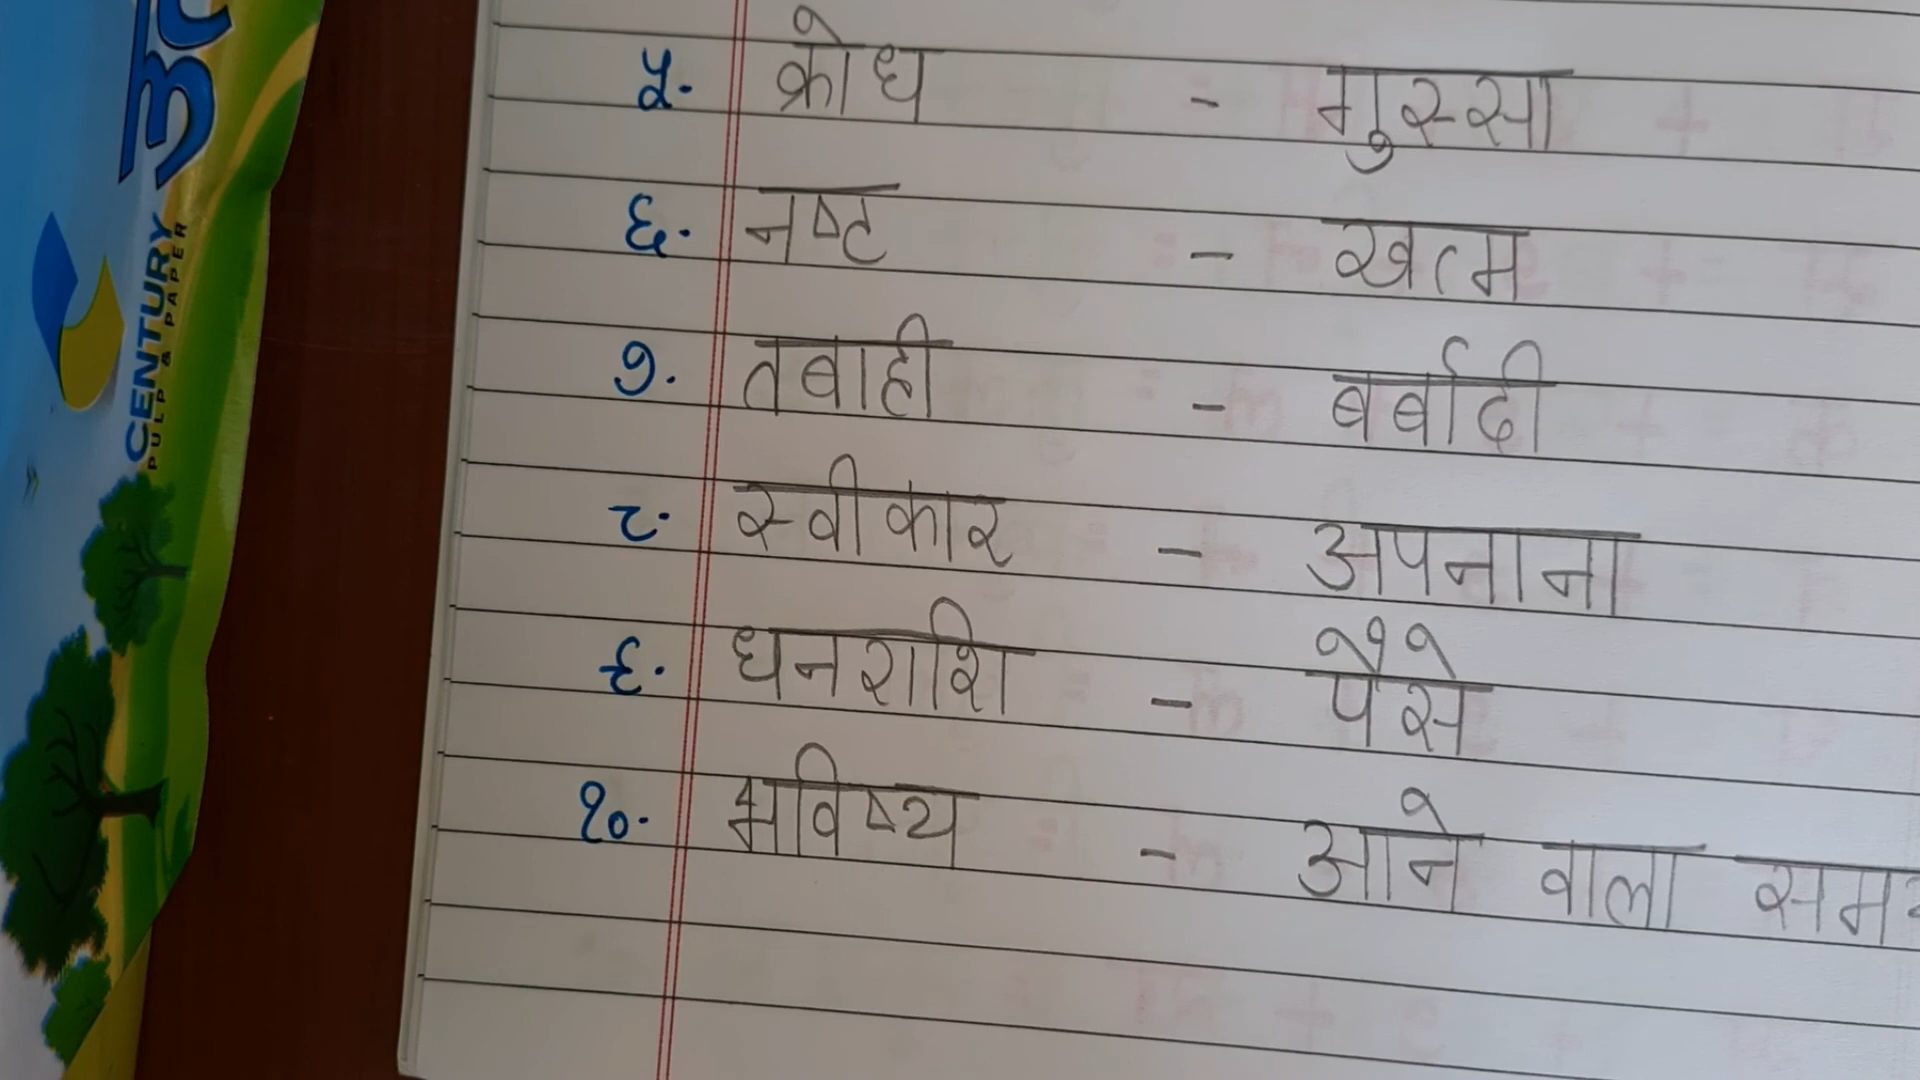 CENTURY
PULP & PAPER
५. क्रोध - गुस्सा
६. नष्ट - खत्म
७. तबाही - बर्बादी
८. स्वीकार - अपनाना
९. धनराशि - पैसे
१०. भविष्य - आने वाला